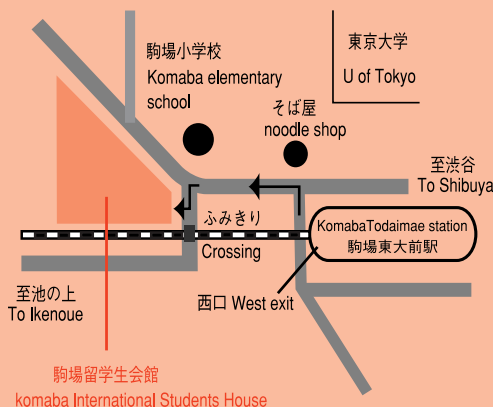 駒場小学校
Komaba elementary
school
東京大学
U of Tokyo
そば屋
noodle shop
至渋谷
To Shibuya
ふみきり
Crossing
KomabaTodaimae station
駒場東大前駅
西口 West exit
至池の上
To Ikenoue
駒場留学生会館
komaba International Students House